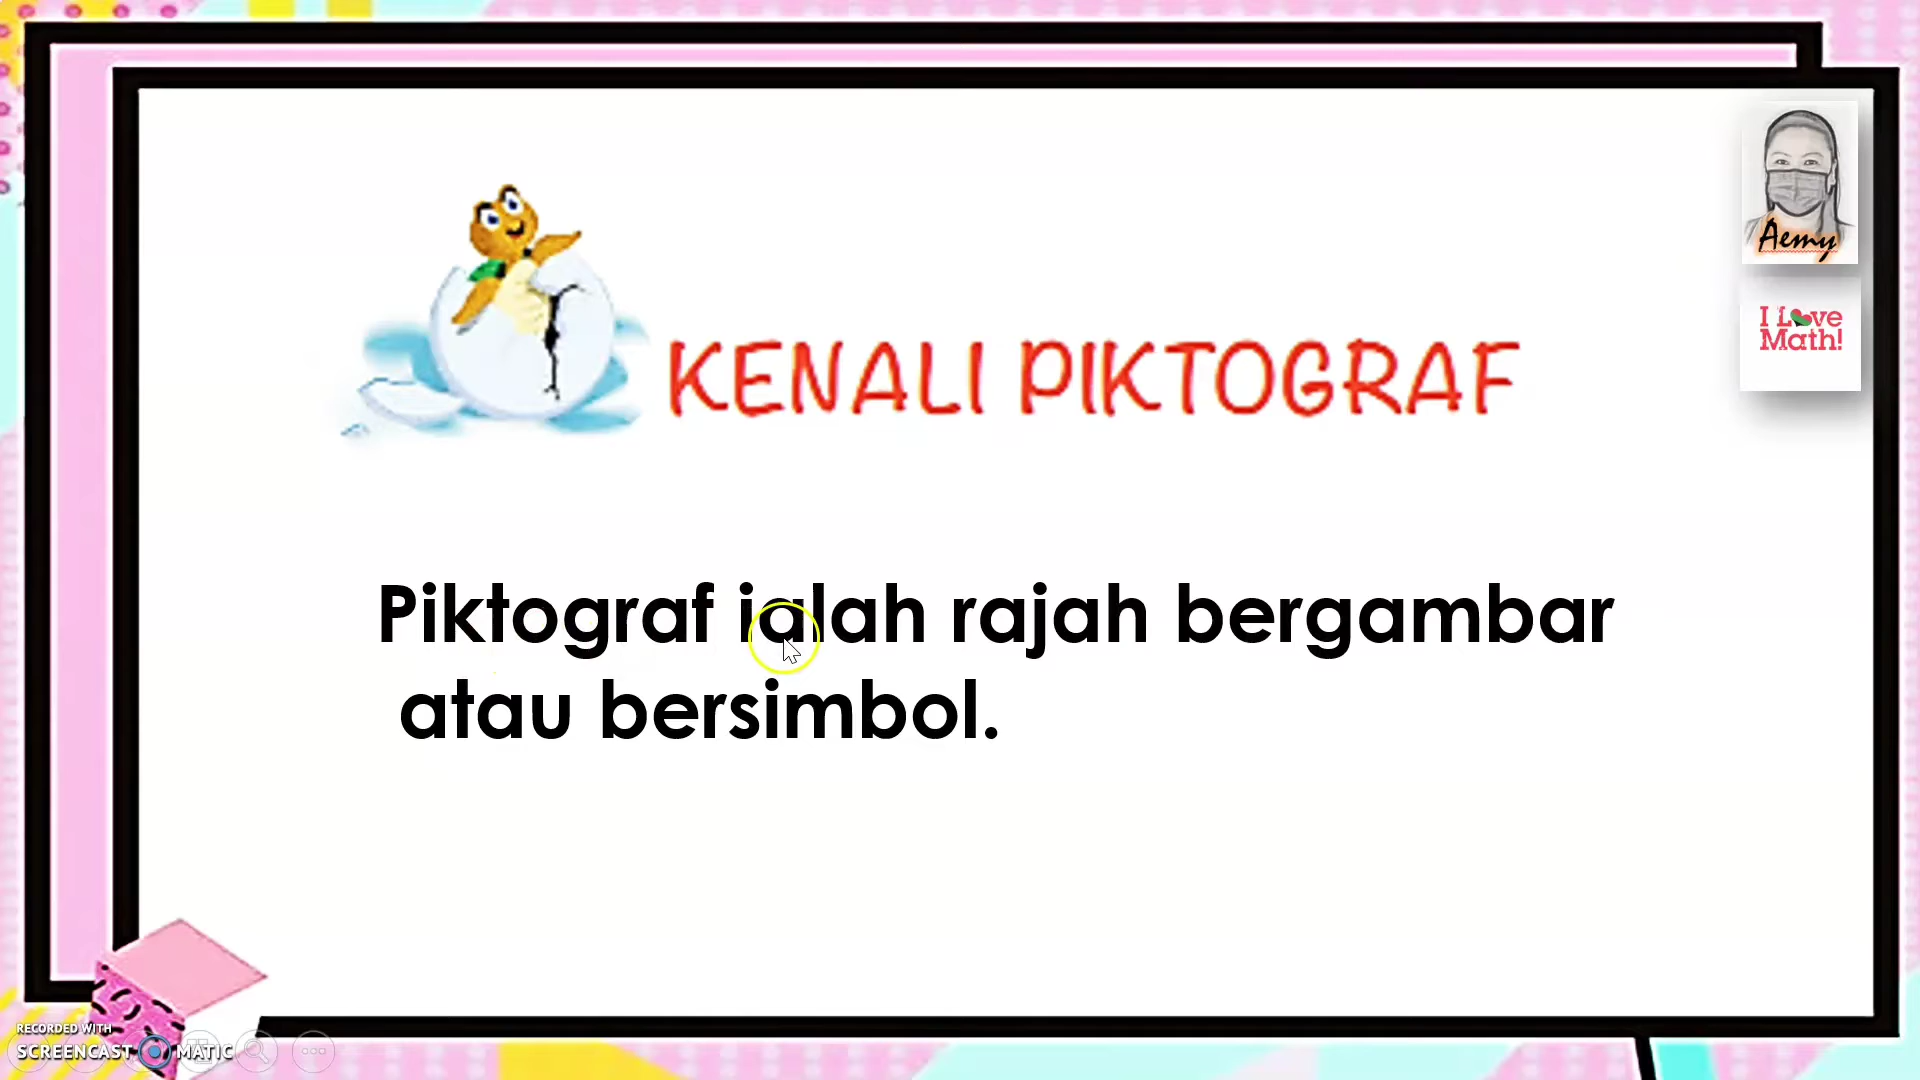 Aemy
I Love
Math!
KENALI PIKTOGRAF
Piktograf ialah rajah bergambar
atau bersimbol.
RECORDED WITH
SCREENCAST MATIC